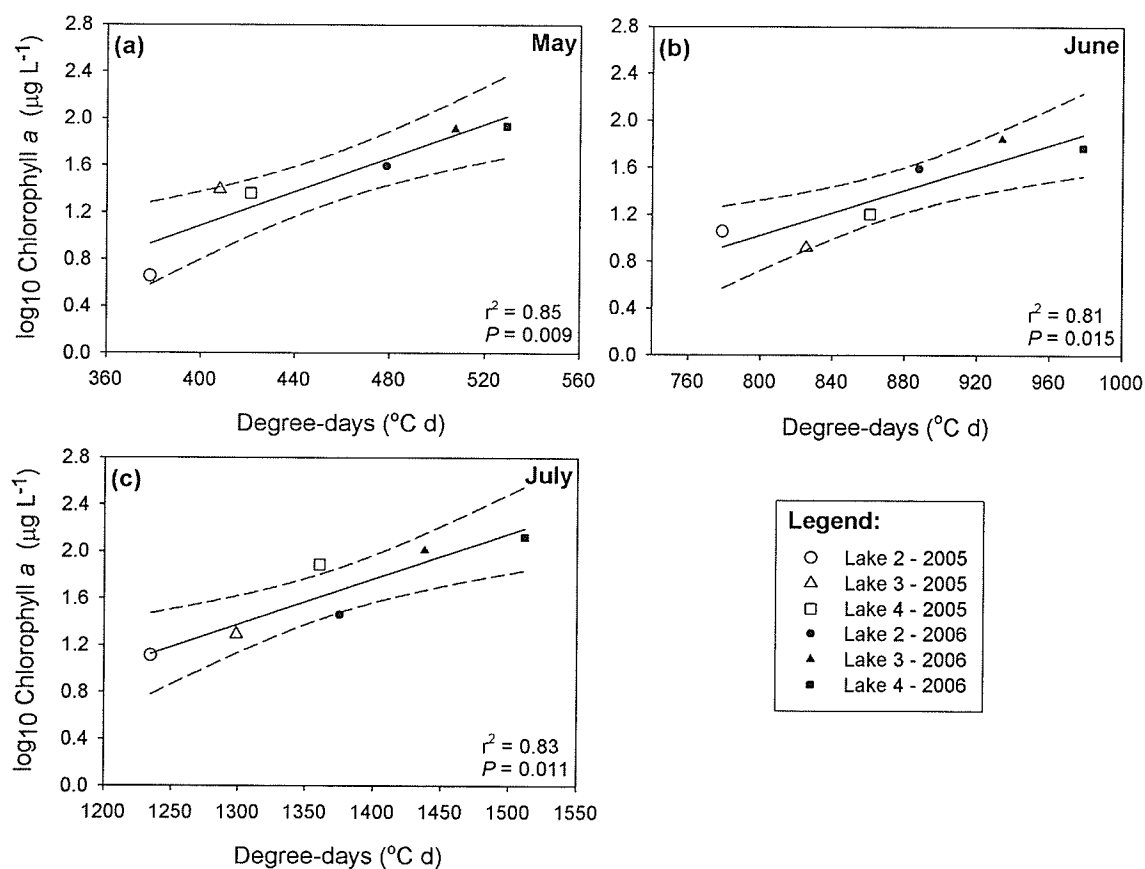 (a)
May
log10 Chlorophyll a (µg L-1)
2.8
2.4
2.0
1.6
1.2
0.8
0.4
0.0
r2 = 0.85
P = 0.009
360 400 440 480 520 560
Degree-days (oC d)
(b)
June
2.8
2.4
2.0
1.6
1.2
0.8
0.4
0.0
r2 = 0.81
P = 0.015
760 800 840 880 920 960 1000
Degree-days (oC d)
(c)
July
log10 Chlorophyll a (µg L-1)
2.8
2.4
2.0
1.6
1.2
0.8
0.4
0.0
r2 = 0.83
P = 0.011
1200 1250 1300 1350 1400 1450 1500 1550
Degree-days (oC d)
Legend:
Lake 2 - 2005
Lake 3 - 2005
Lake 4 - 2005
Lake 2 - 2006
Lake 3 - 2006
Lake 4 - 2006